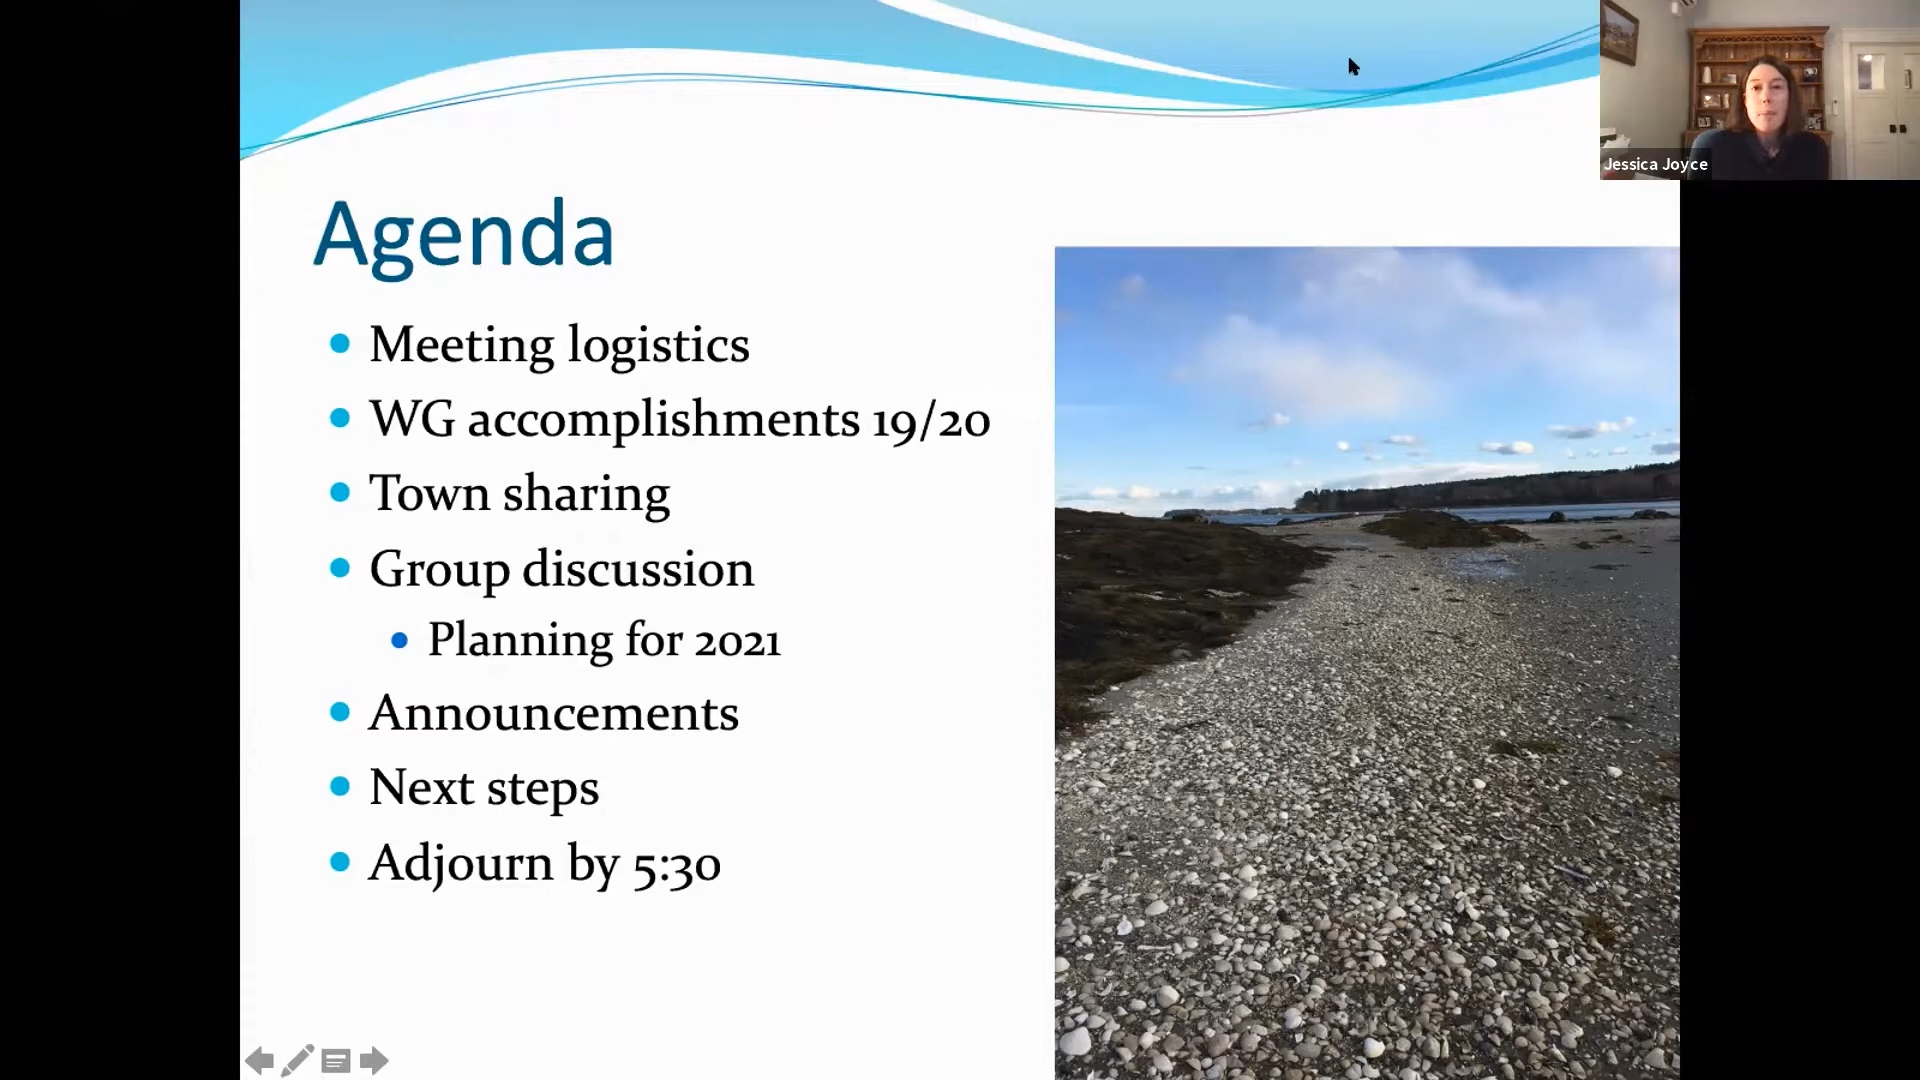 Jessica Joyce
Agenda
Meeting logistics
WG accomplishments 19/20
Town sharing
Group discussion
Planning for 2021
Announcements
Next steps
Adjourn by 5:30